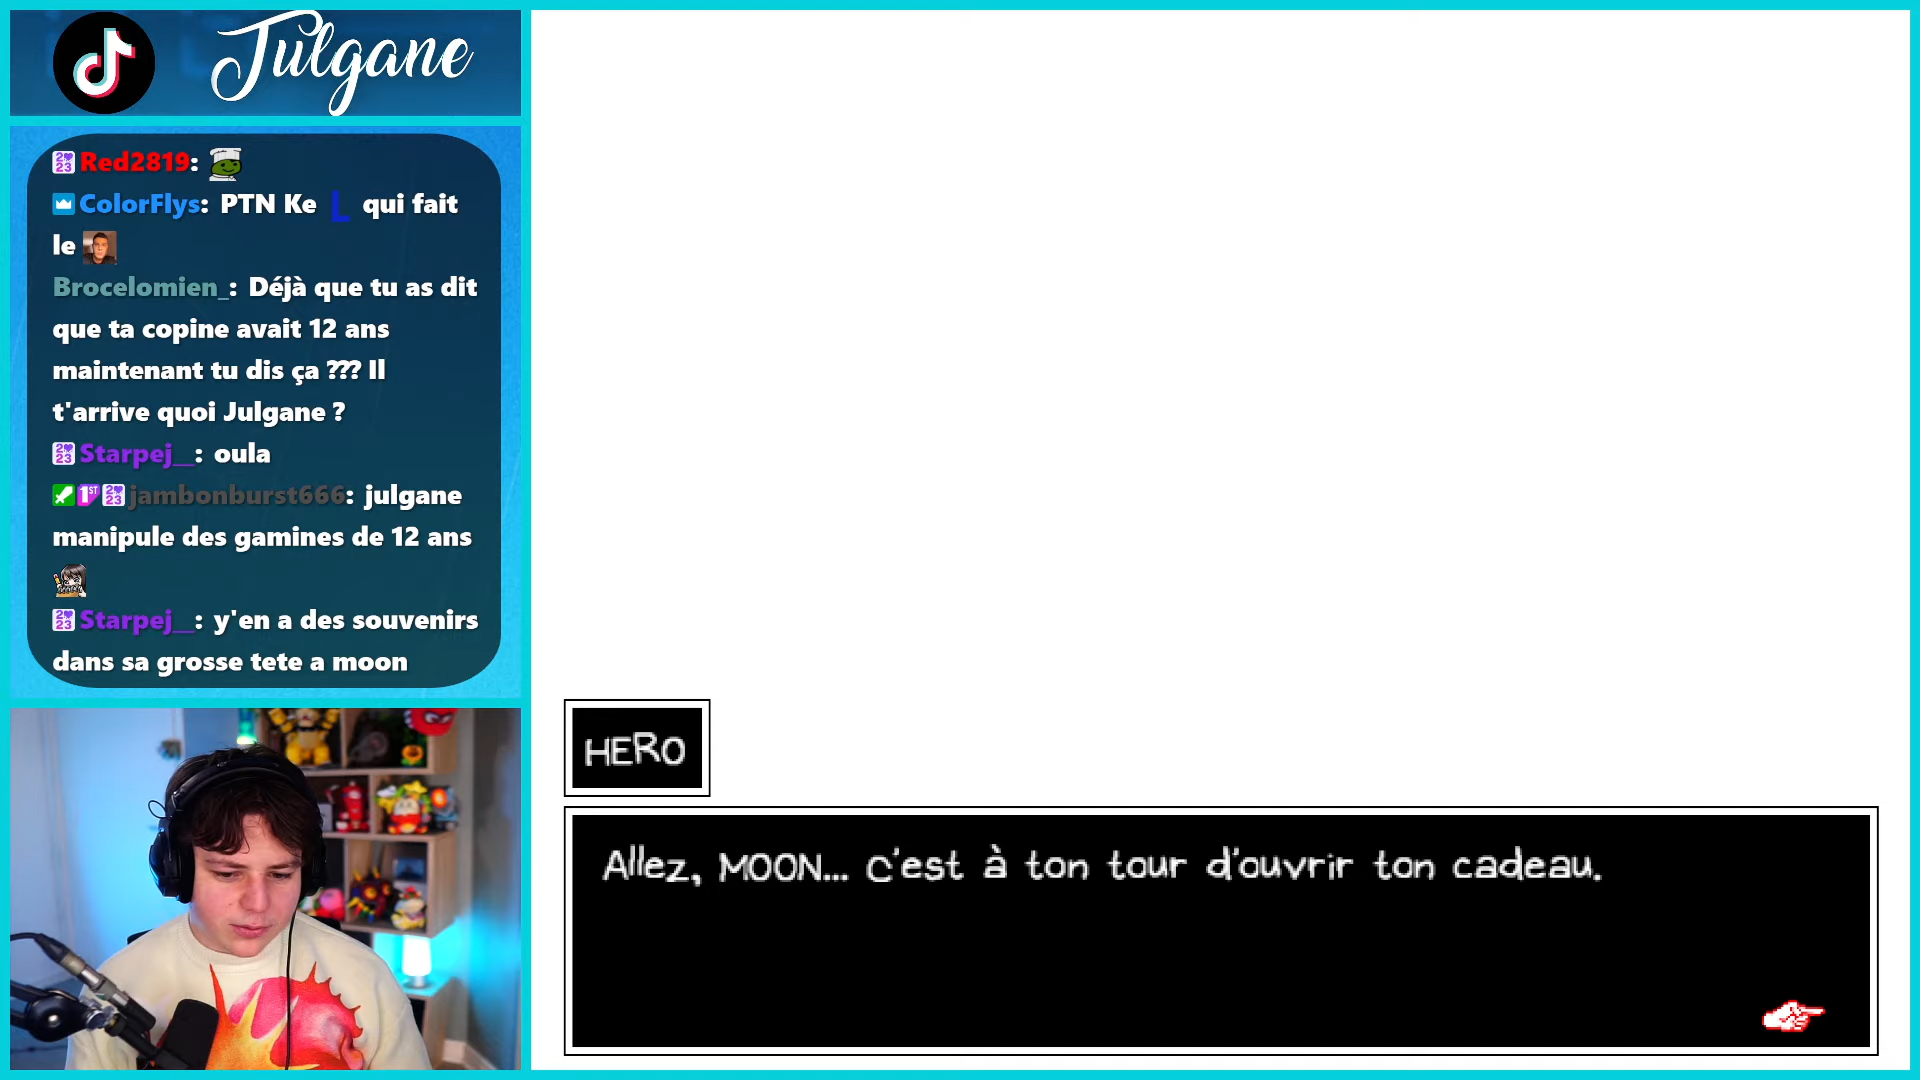 Julgane
Red2819:
ColorFlys: PTN Ke L qui fait
le
Brocelomien_: Déjà que tu as dit
que ta copine avait 12 ans
maintenant tu dis ça ??? Il
t'arrive quoi Julgane ?
Starpej__: oula
jambonburst666: julgane
manipule des gamines de 12 ans
Starpej__: y'en a des souvenirs
dans sa grosse tete a moon
HERO
Allez, MOON... C'est à ton tour d'ouvrir ton cadeau.